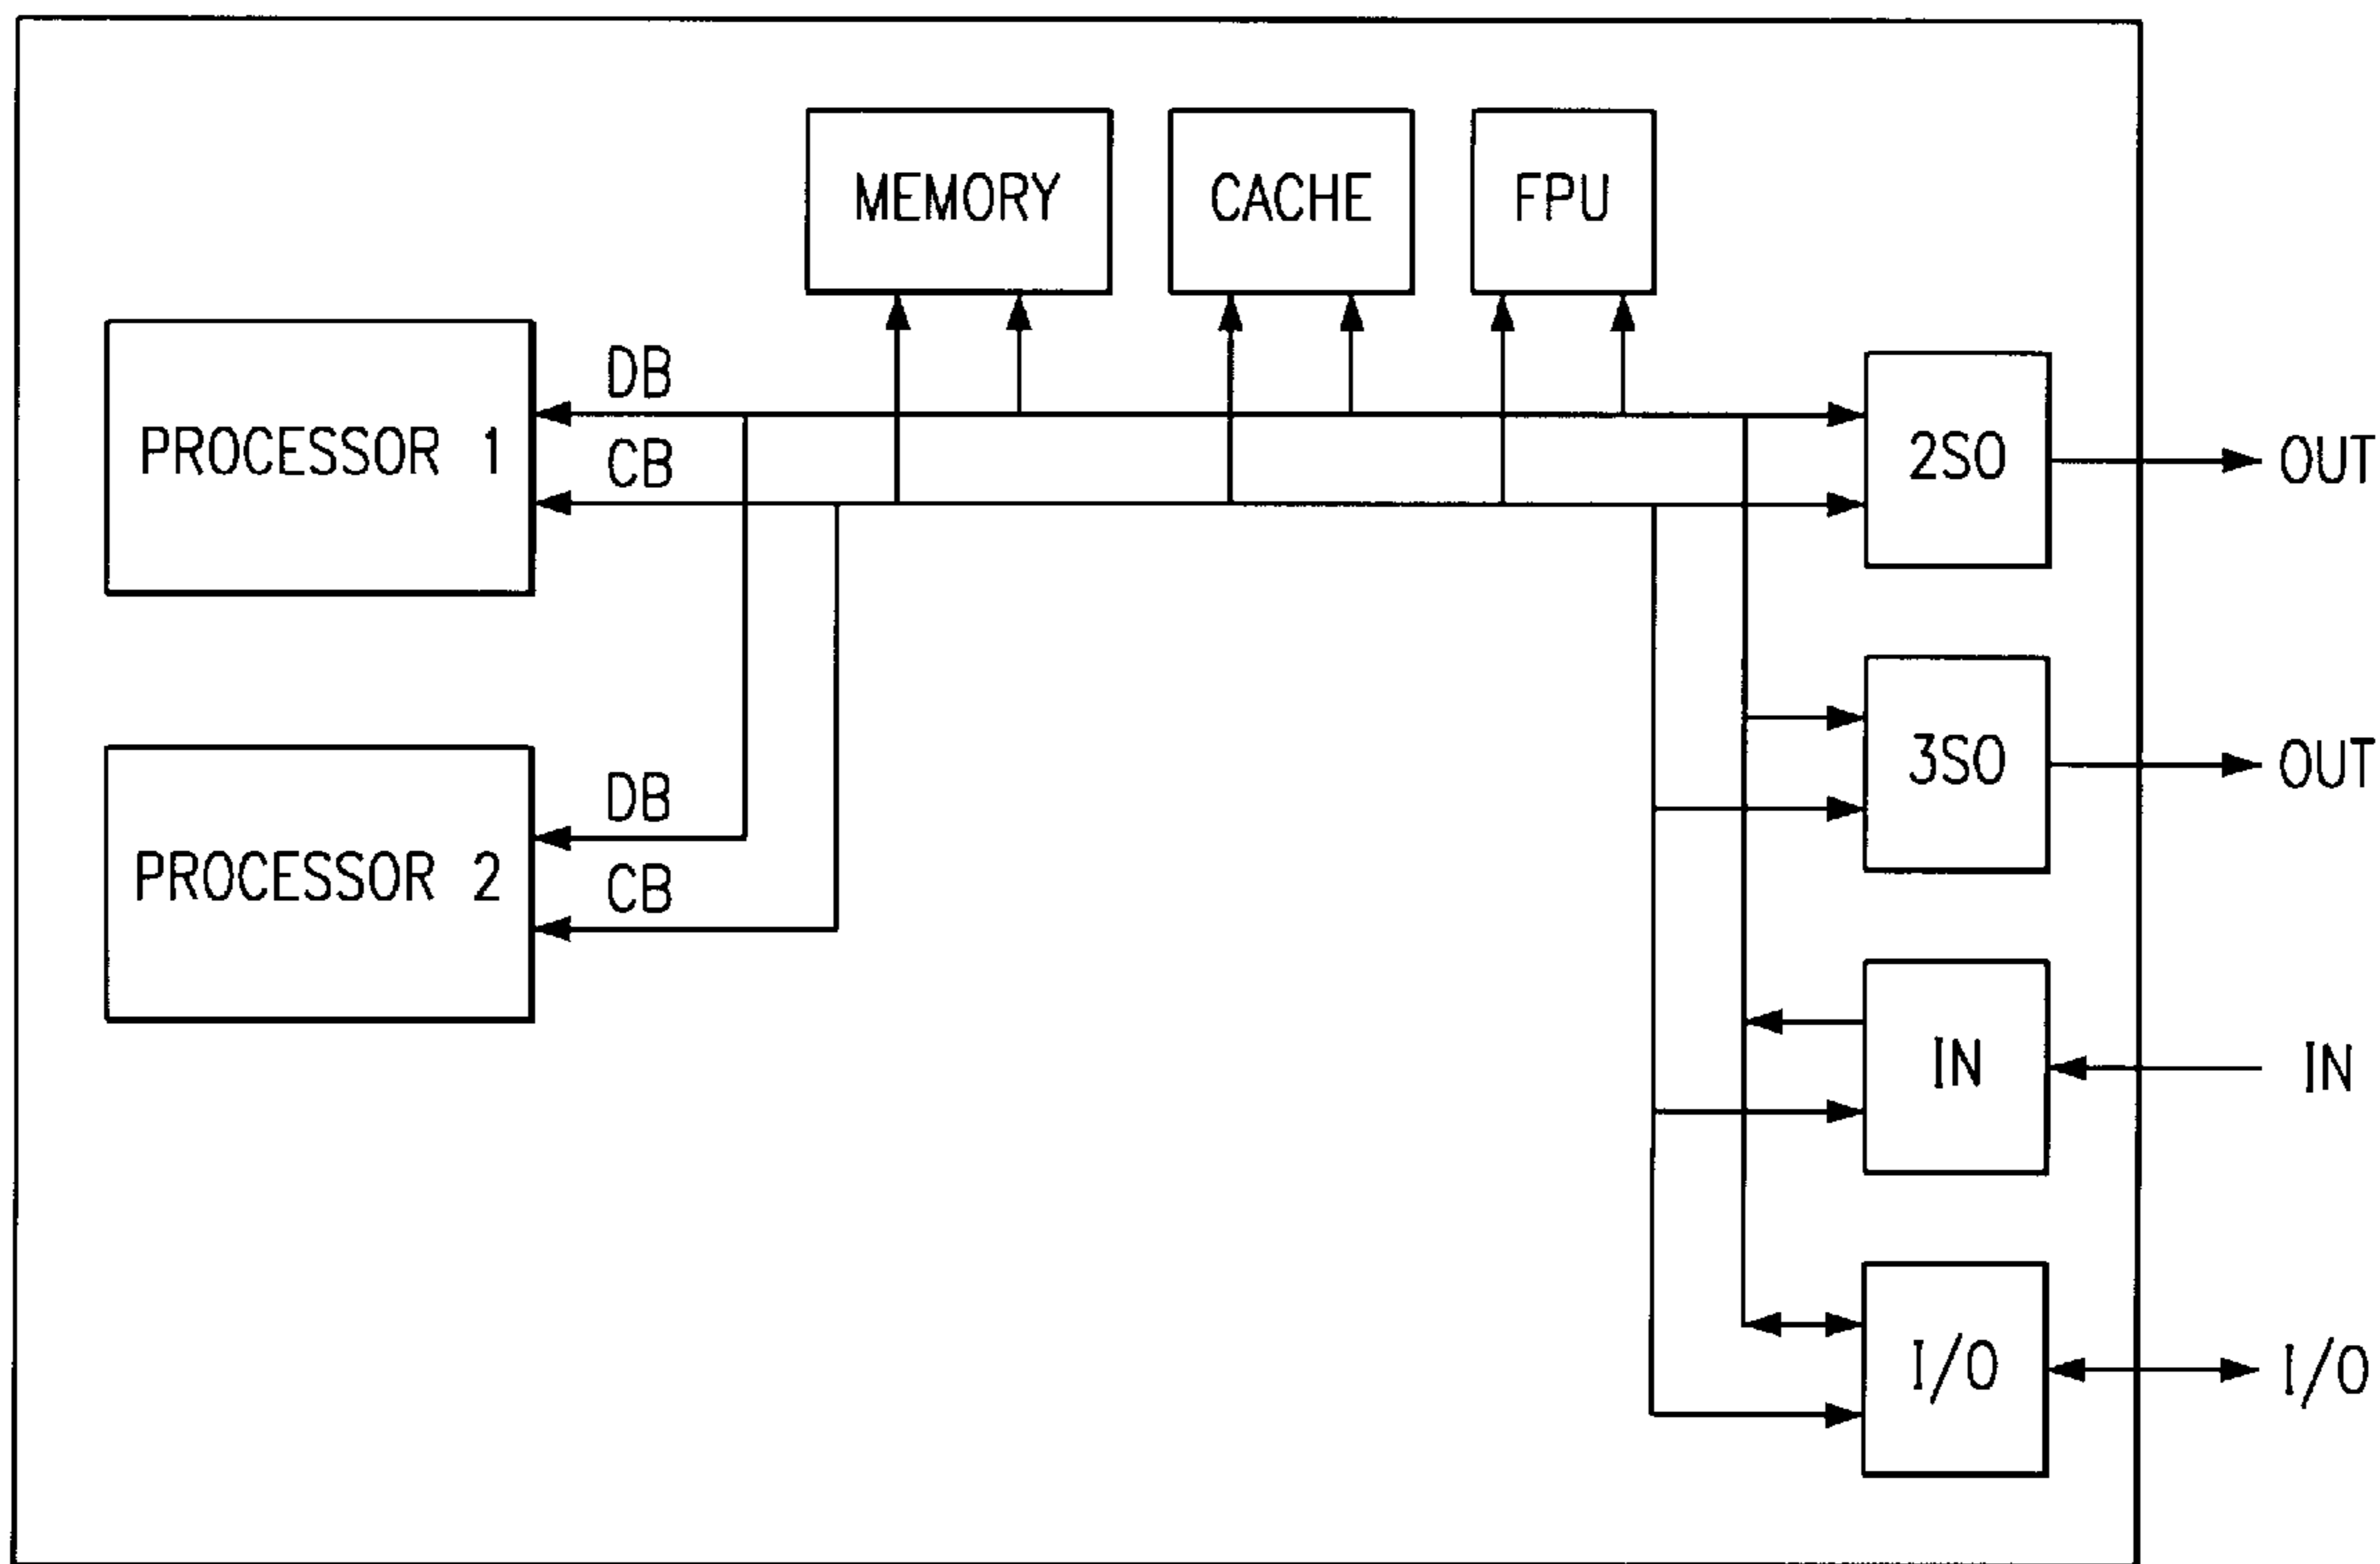 MEMORY
CACHE
FPU
PROCESSOR 1
DB
CB
2SO
OUT
3SO
OUT
PROCESSOR 2
DB
CB
IN
IN
I/O
I/O